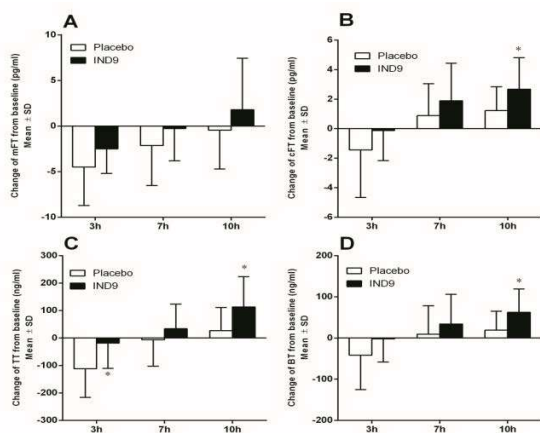 A
Placebo
IND9
Change of mFT from baseline (pg/ml)
Mean ± SD
10
5
0
-5
-10
3h 7h 10h
B
Placebo
IND9
Change of cFT from baseline (pg/ml)
Mean ± SD
6
4
2
0
-2
-4
-6
*
3h 7h 10h
C
Placebo
IND9
Change of TT from baseline (ng/ml)
Mean ± SD
300
200
100
0
-100
-200
-300
*
*
3h 7h 10h
D
Placebo
IND9
Change of BT from baseline (ng/ml)
Mean ± SD
200
100
0
-100
-200
*
3h 7h 10h